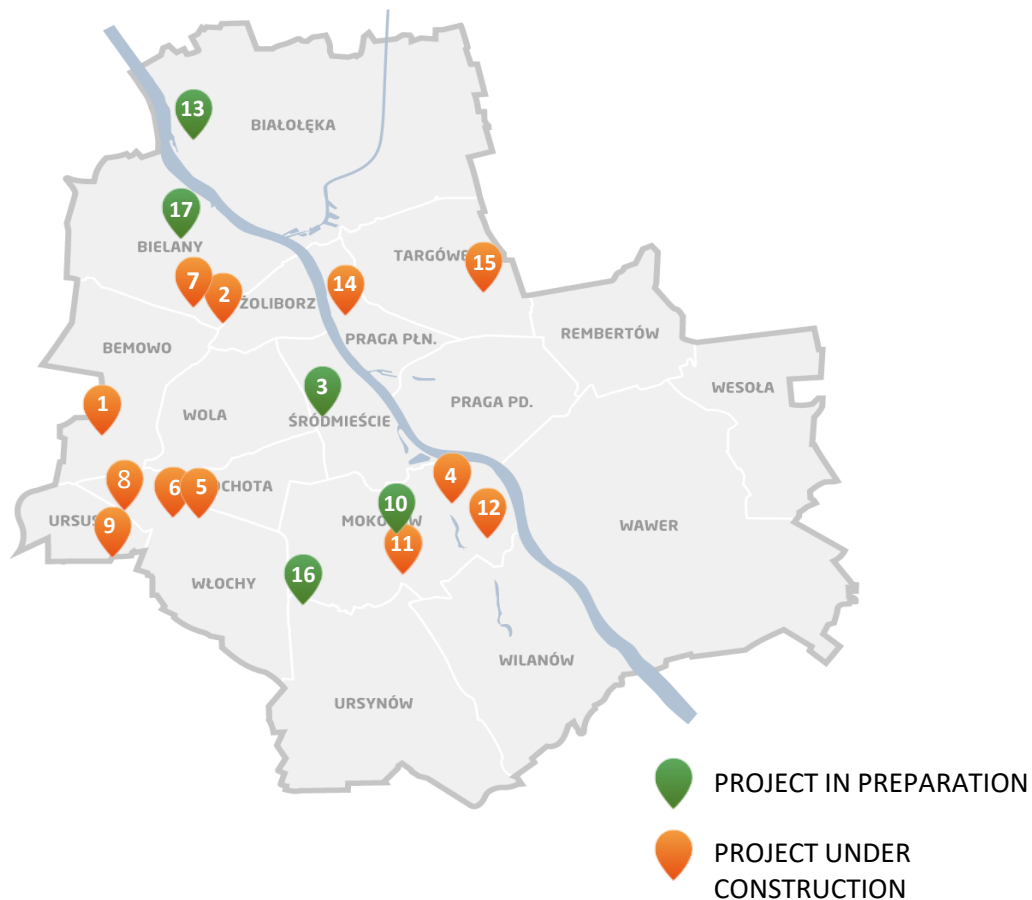 13
BIAŁOŁĘKA
17
BIELANY
TARGÓWE
15
7
2
14
ŻOLIBORZ
PRAGA PŁN.
REMBERTÓW
BEMOWO
3
WESOŁA
1
WOLA
ŚRÓDMIEŚCIE
PRAGA PD.
8
6
5
OCHOTA
4
10
12
URSUS
9
MOKOTÓW
11
WAWER
16
WŁOCHY
WILANÓW
URSYNÓW
PROJECT IN PREPARATION
PROJECT UNDER
CONSTRUCTION